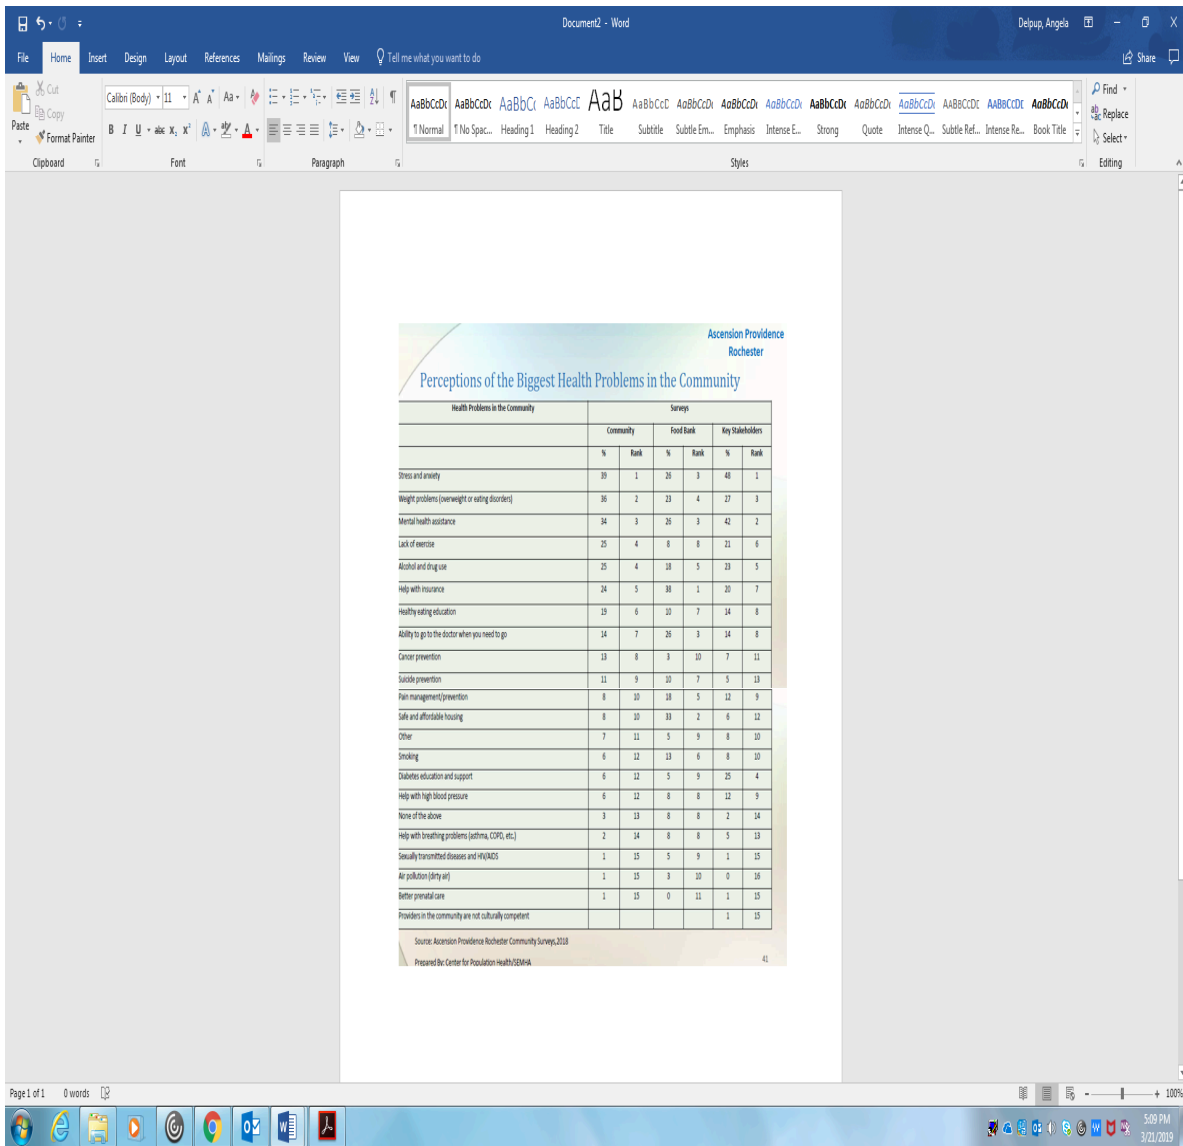 Document2 - Word
Delpup, Angela
File Home Insert Design Layout References Mailings Review View Tell me what you want to do
Share
Cut
Copy
Paste
Format Painter
Calibri (Body) 11
AaBbCcDc AaBbCcDc AaBbC( AaBbCcE AaB AaBbCcD AaBbCcDt AaBbCcDt AaBbCcDt AaBbCcDc AaBbCcDt AaBbCcDt AaBbCcDt AaBbCcDt AaBbCcDt
¶ Normal ¶ No Spac... Heading 1 Heading 2 Title Subtitle Subtle Em... Emphasis Intense E... Strong Quote Intense Q... Subtle Ref... Intense Re... Book Title
Find
Replace
Select
Clipboard Font Paragraph Styles Editing
Ascension Providence
Rochester
Perceptions of the Biggest Health Problems in the Community
Health Problems in the Community Surveys
Community Food Bank Key Stakeholders
% Rank % Rank % Rank
Stress and anxiety 39 1 26 3 48 1
Weight problems (overweight or eating disorders) 36 2 23 4 27 3
Mental health assistance 34 3 26 3 42 2
Lack of exercise 25 4 8 8 21 6
Alcohol and drug use 25 4 18 5 23 5
Help with insurance 24 5 38 1 20 7
Healthy eating education 19 6 10 7 14 8
Ability to go to the doctor when you need to go 14 7 26 3 14 8
Cancer prevention 13 8 3 10 7 11
Suicide prevention 11 9 10 7 5 13
Pain management/prevention 8 10 18 5 12 9
Safe and affordable housing 8 10 33 2 6 12
Other 7 11 5 9 8 10
Smoking 6 12 13 6 8 10
Diabetes education and support 6 12 5 9 25 4
Help with high blood pressure 6 12 8 8 12 9
None of the above 3 13 8 8 2 14
Help with breathing problems (asthma, COPD, etc.) 2 14 8 8 5 13
Sexually transmitted diseases and HIV/AIDS 1 15 5 9 1 15
Air pollution (dirty air) 1 15 3 10 0 16
Better prenatal care 1 15 0 11 1 15
Providers in the community are not culturally competent 1 15
Source: Ascension Providence Rochester Community Surveys,2018
Prepared By: Center for Population Health/SEMHA
41
Page 1 of 1 0 words
100%
5:09 PM
3/21/2019